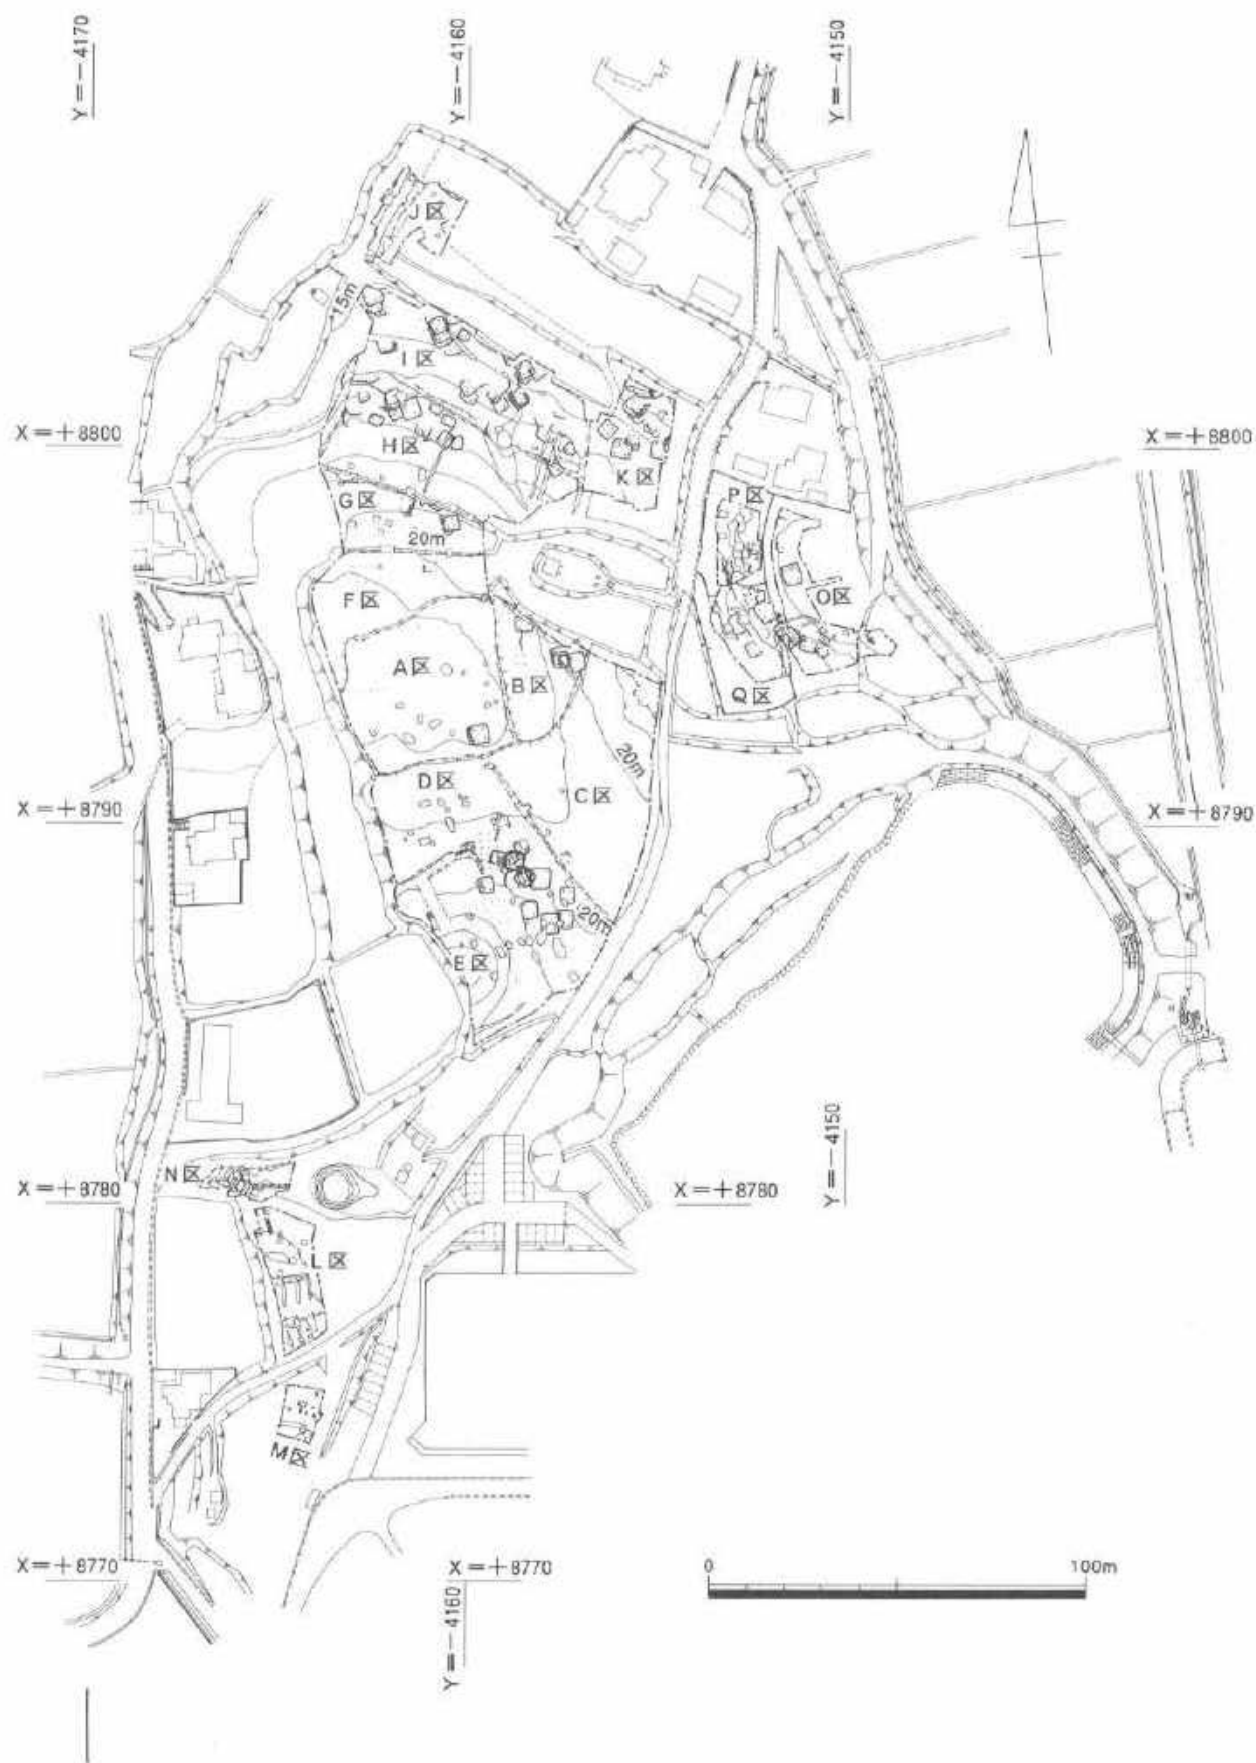 Y=-4170
Y=-4160
Y=-4150
J区
15m
I区
X=+8800
H区
K区
X=+8800
G区
P区
20m
F区
O区
A区
B区
Q区
20m
D区
C区
X=+8790
X=+8790
20m
E区
N区
X=+8780
X=+8780
Y=-4150
L区
M区
X=+8770
X=+8770
Y=-4160
0
100m